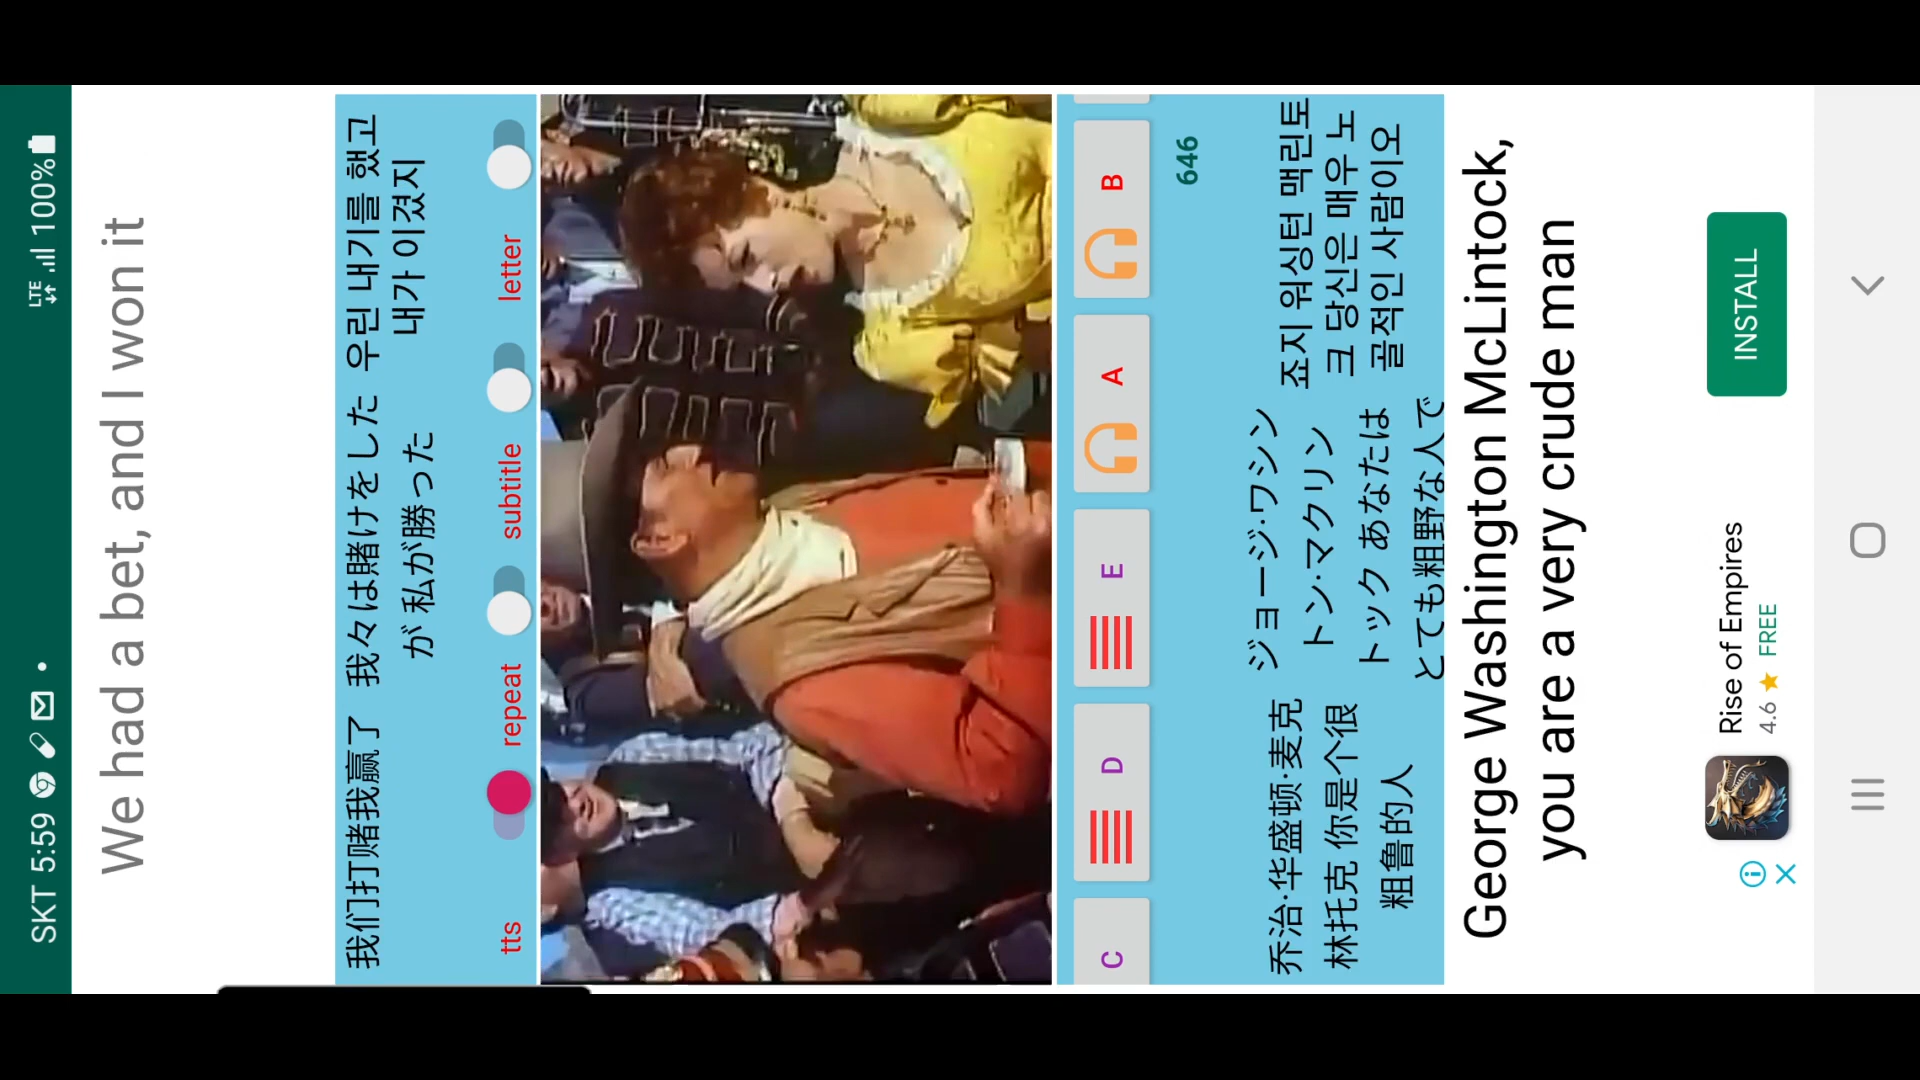 SKT 5:59
LTE 100%
We had a bet, and I won it
我们打赌我赢了
我々は賭けをした
が 私が勝った
우린 내기를 했고
내가 이겼지
tts
repeat
subtitle
letter
C
D
E
A
B
646
乔治·华盛顿·麦克
林托克 你是个很
粗鲁的人
ジョージ·ワシン
トン·マクリン
トック あなたは
とても粗野な人で
죠지 워싱턴 맥린토
크 당신은 매우 노
골적인 사람이오
George Washington McLintock,
you are a very crude man
Rise of Empires
4.6 ★ FREE
INSTALL